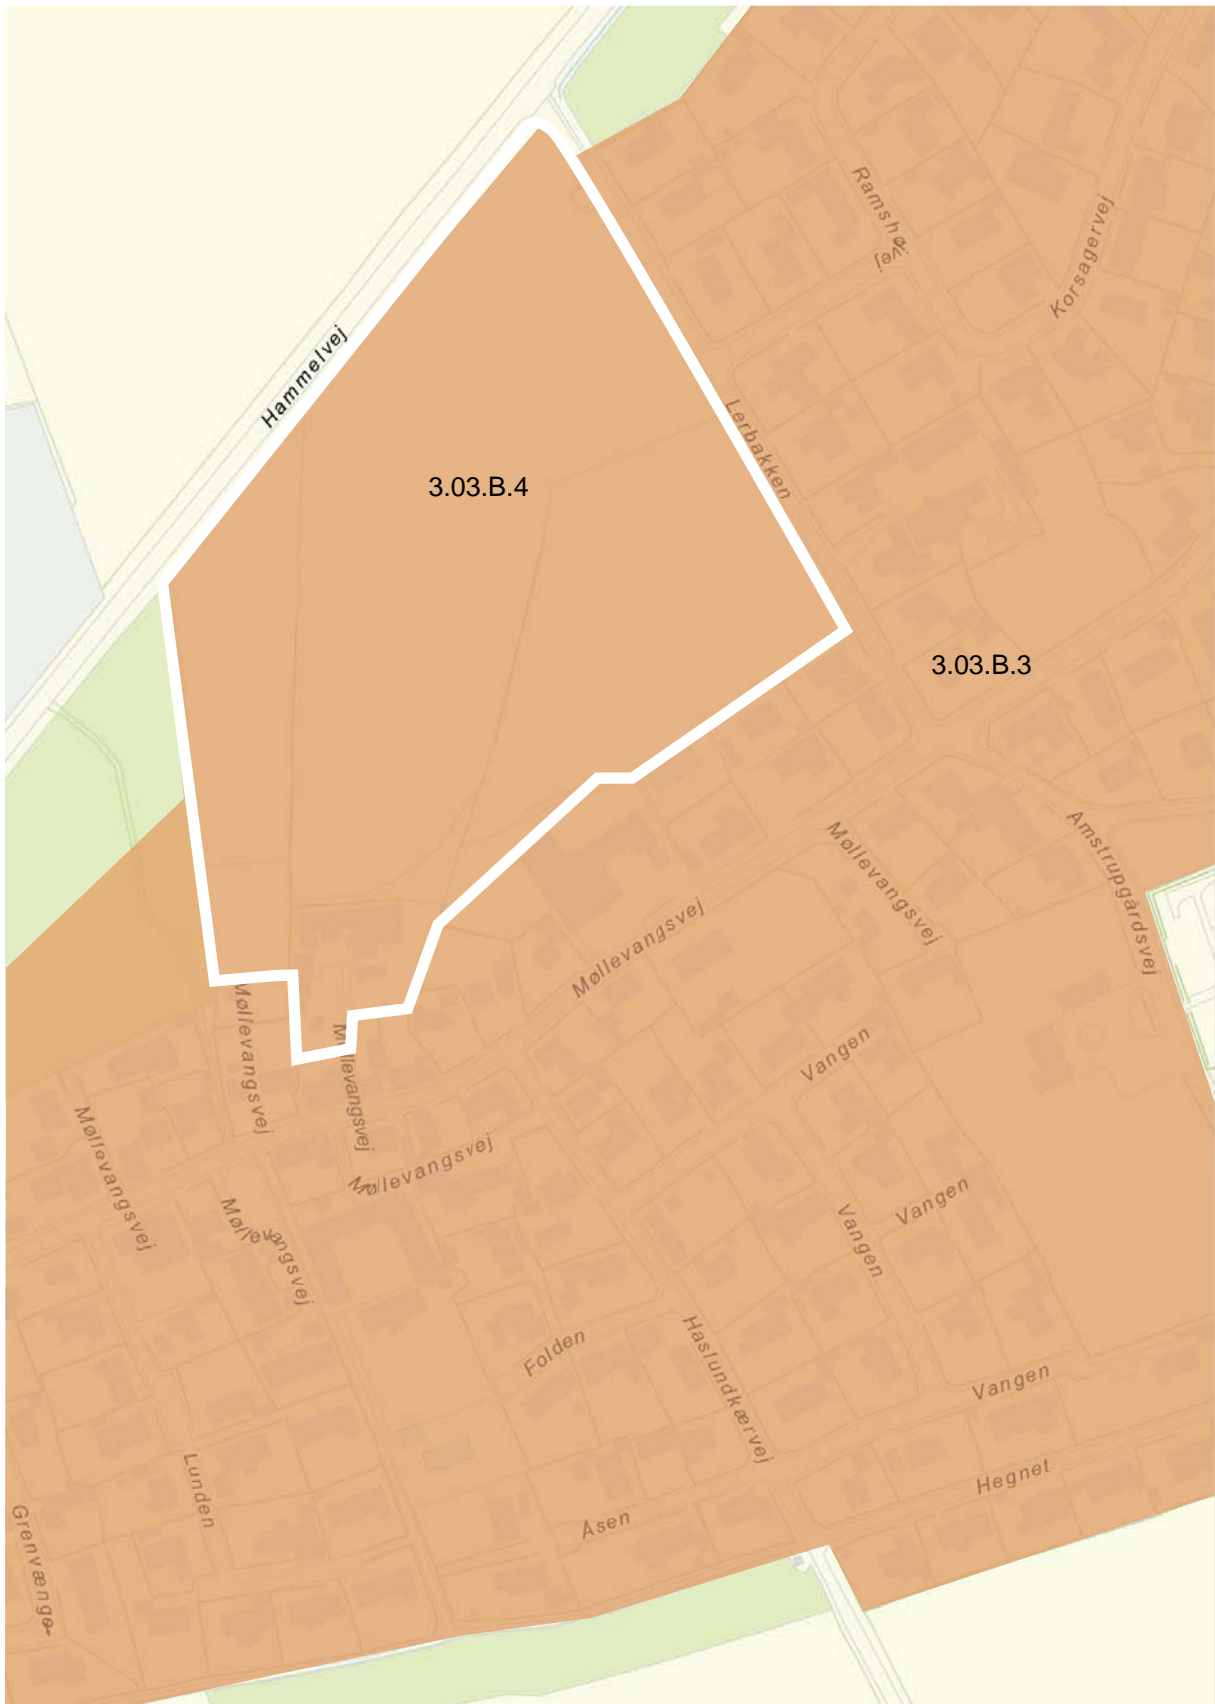 Ramshøjvej
Korsagervej
Hammelvej
Lerbakken
3.03.B.4
3.03.B.3
Møllevangsvej
Amstrupgårdsvej
Møllevangsvej
Møllevangsvej
Møllevangsvej
Vangen
Møllevangsvej
Møllevangsvej
Møllevangsvej
Vangen
Vangen
Folden
Haslundkærvej
Vangen
Lunden
Hegnet
Åsen
Grenvænget